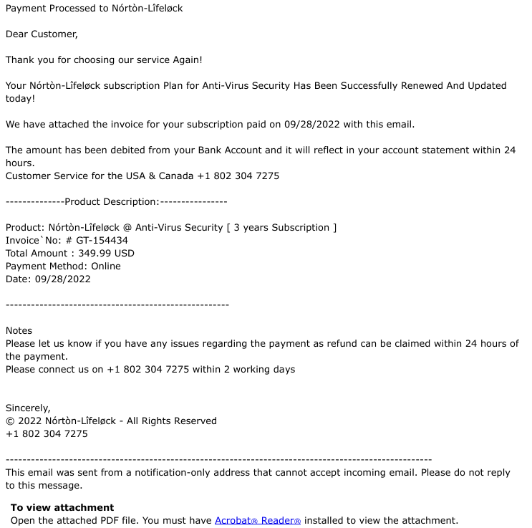 Payment Processed to Nórtòn-Lîfeløck
Dear Customer,
Thank you for choosing our service Again!
Your Nórtòn-Lîfeløck subscription Plan for Anti-Virus Security Has Been Successfully Renewed And Updated
today!
We have attached the invoice for your subscription paid on 09/28/2022 with this email.
The amount has been debited from your Bank Account and it will reflect in your account statement within 24
hours.
Customer Service for the USA & Canada +1 802 304 7275
--------------Product Description:----------------
Product: Nórtòn-Lîfeløck @ Anti-Virus Security [ 3 years Subscription ]
Invoice`No: # GT-154434
Total Amount : 349.99 USD
Payment Method: Online
Date: 09/28/2022
-----------------------------------------------------
Notes
Please let us know if you have any issues regarding the payment as refund can be claimed within 24 hours of
the payment.
Please connect us on +1 802 304 7275 within 2 working days
Sincerely,
© 2022 Nórtòn-Lîfeløck - All Rights Reserved
+1 802 304 7275
------------------------------------------------------------------------------------------------------
This email was sent from a notification-only address that cannot accept incoming email. Please do not reply
to this message.
To view attachment
Open the attached PDF file. You must have Acrobat® Reader® installed to view the attachment.